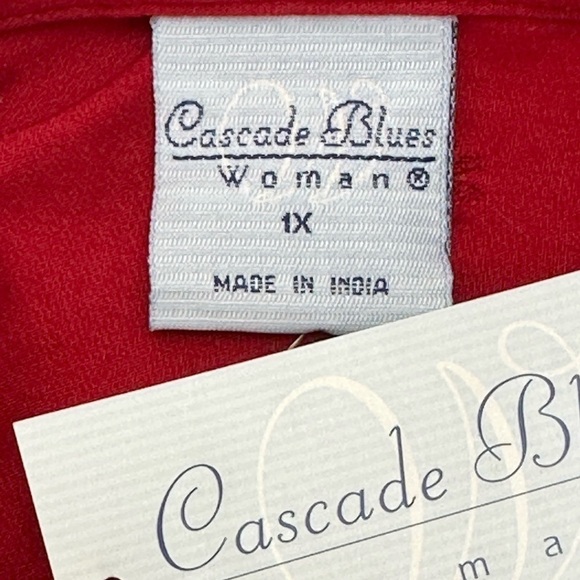 Cascade Blues
Woman®
1X
MADE IN INDIA
Cascade Bl
m a